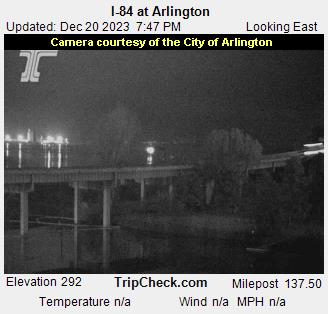 I-84 at Arlington
Updated: Dec 20 2023 7:47 PM Looking East
Camera courtesy of the City of Arlington
Elevation 292 TripCheck.com Milepost 137.50
Temperature n/a Wind n/a MPH n/a